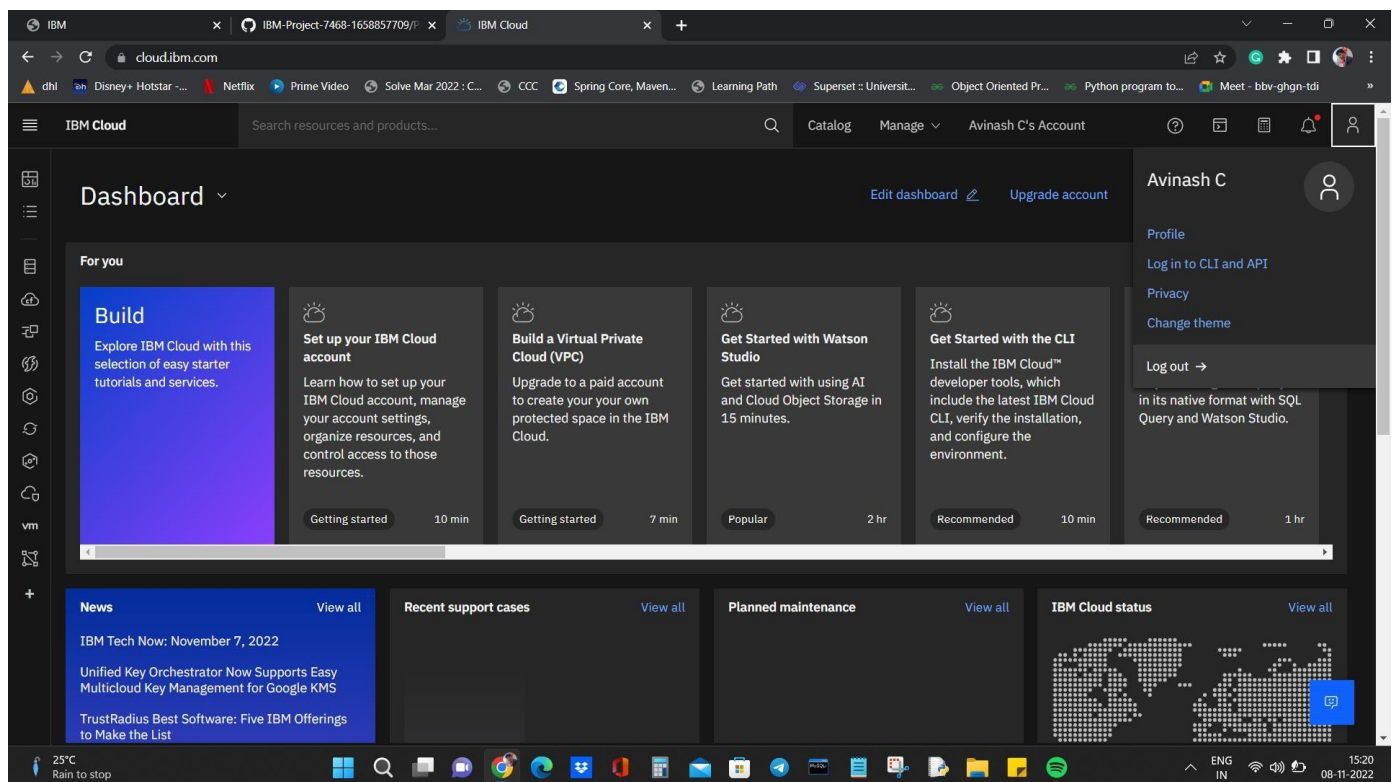 IBM
IBM-Project-7468-1658857709/P
IBM Cloud
cloud.ibm.com
dhl
Disney+ Hotstar -...
Netflix
Prime Video
Solve Mar 2022 : C...
CCC
Spring Core, Maven...
Learning Path
Superset :: Universit...
Object Oriented Pr...
Python program to...
Meet - bbv-ghgn-tdi
»
IBM Cloud
Search resources and products...
Catalog
Manage
Avinash C's Account
Dashboard
Edit dashboard
Upgrade account
Avinash C
Profile
Log in to CLI and API
Privacy
Change theme
Log out →
For you
Build
Explore IBM Cloud with this
selection of easy starter
tutorials and services.
Set up your IBM Cloud
account
Learn how to set up your
IBM Cloud account, manage
your account settings,
organize resources, and
control access to those
resources.
Getting started
10 min
Build a Virtual Private
Cloud (VPC)
Upgrade to a paid account
to create your your own
protected space in the IBM
Cloud.
Getting started
7 min
Get Started with Watson
Studio
Get started with using AI
and Cloud Object Storage in
15 minutes.
Popular
2 hr
Get Started with the CLI
Install the IBM Cloud™
developer tools, which
include the latest IBM Cloud
CLI, verify the installation,
and configure the
environment.
Recommended
10 min
in its native format with SQL
Query and Watson Studio.
Recommended
1 hr
vm
News
View all
IBM Tech Now: November 7, 2022
Unified Key Orchestrator Now Supports Easy
Multicloud Key Management for Google KMS
TrustRadius Best Software: Five IBM Offerings
to Make the List
Recent support cases
View all
Planned maintenance
View all
IBM Cloud status
View all
25°C
Rain to stop
ENG
IN
15:20
08-11-2022